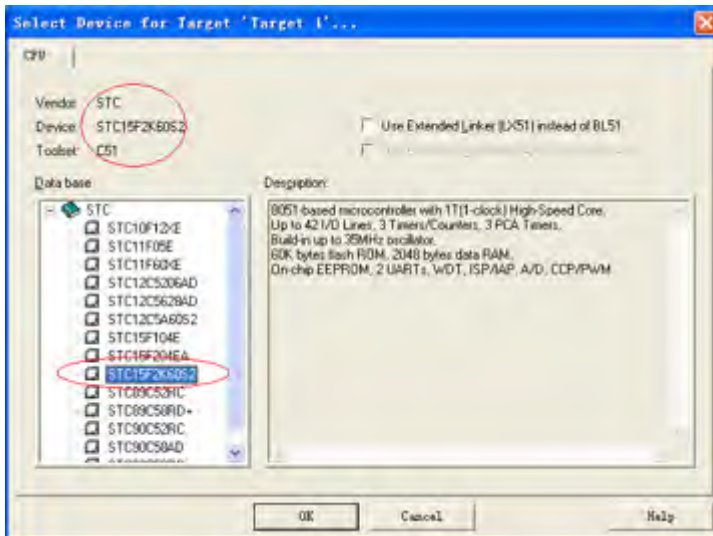 Select Device for Target 'Target 1'...
CPU
Vendor: STC
Device: STC15F2K60S2
Toolset: C51
Use Extended Linker (LX51) instead of BL51
Data base
Description:
STC
STC10F12XE
STC11F05E
STC11F60XE
STC12C5206AD
STC12C5628AD
STC12C5A60S2
STC15F104E
STC15F204EA
STC15F2K60S2
STC89C52RC
STC89C58RD+
STC90C52RC
STC90C58AD
8051-based microcontroller with 1T(1-clock) High-Speed Core,
Up to 42 I/O Lines, 3 Timers/Counters, 3 PCA Timers,
Build-in up to 35MHz oscillator,
60K bytes flash ROM, 2048 bytes data RAM,
On-chip EEPROM, 2 UARTs, WDT, ISP/IAP, A/D, CCP/PWM
OK
Cancel
Help